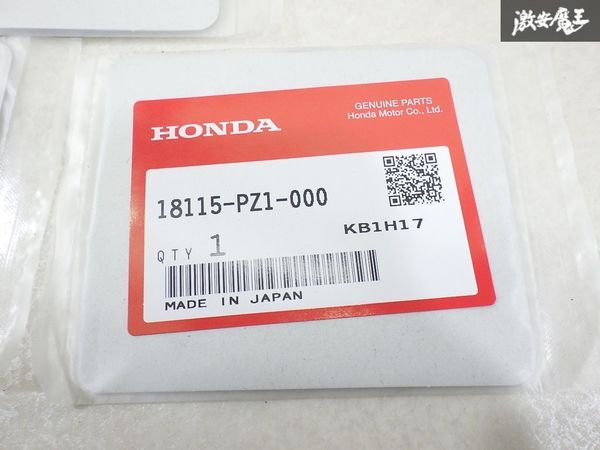 激安魔王
GENUINE PARTS
Honda Motor Co., Ltd.
HONDA
18115-PZ1-000
KB1H17
QTY 1
MADE IN JAPAN